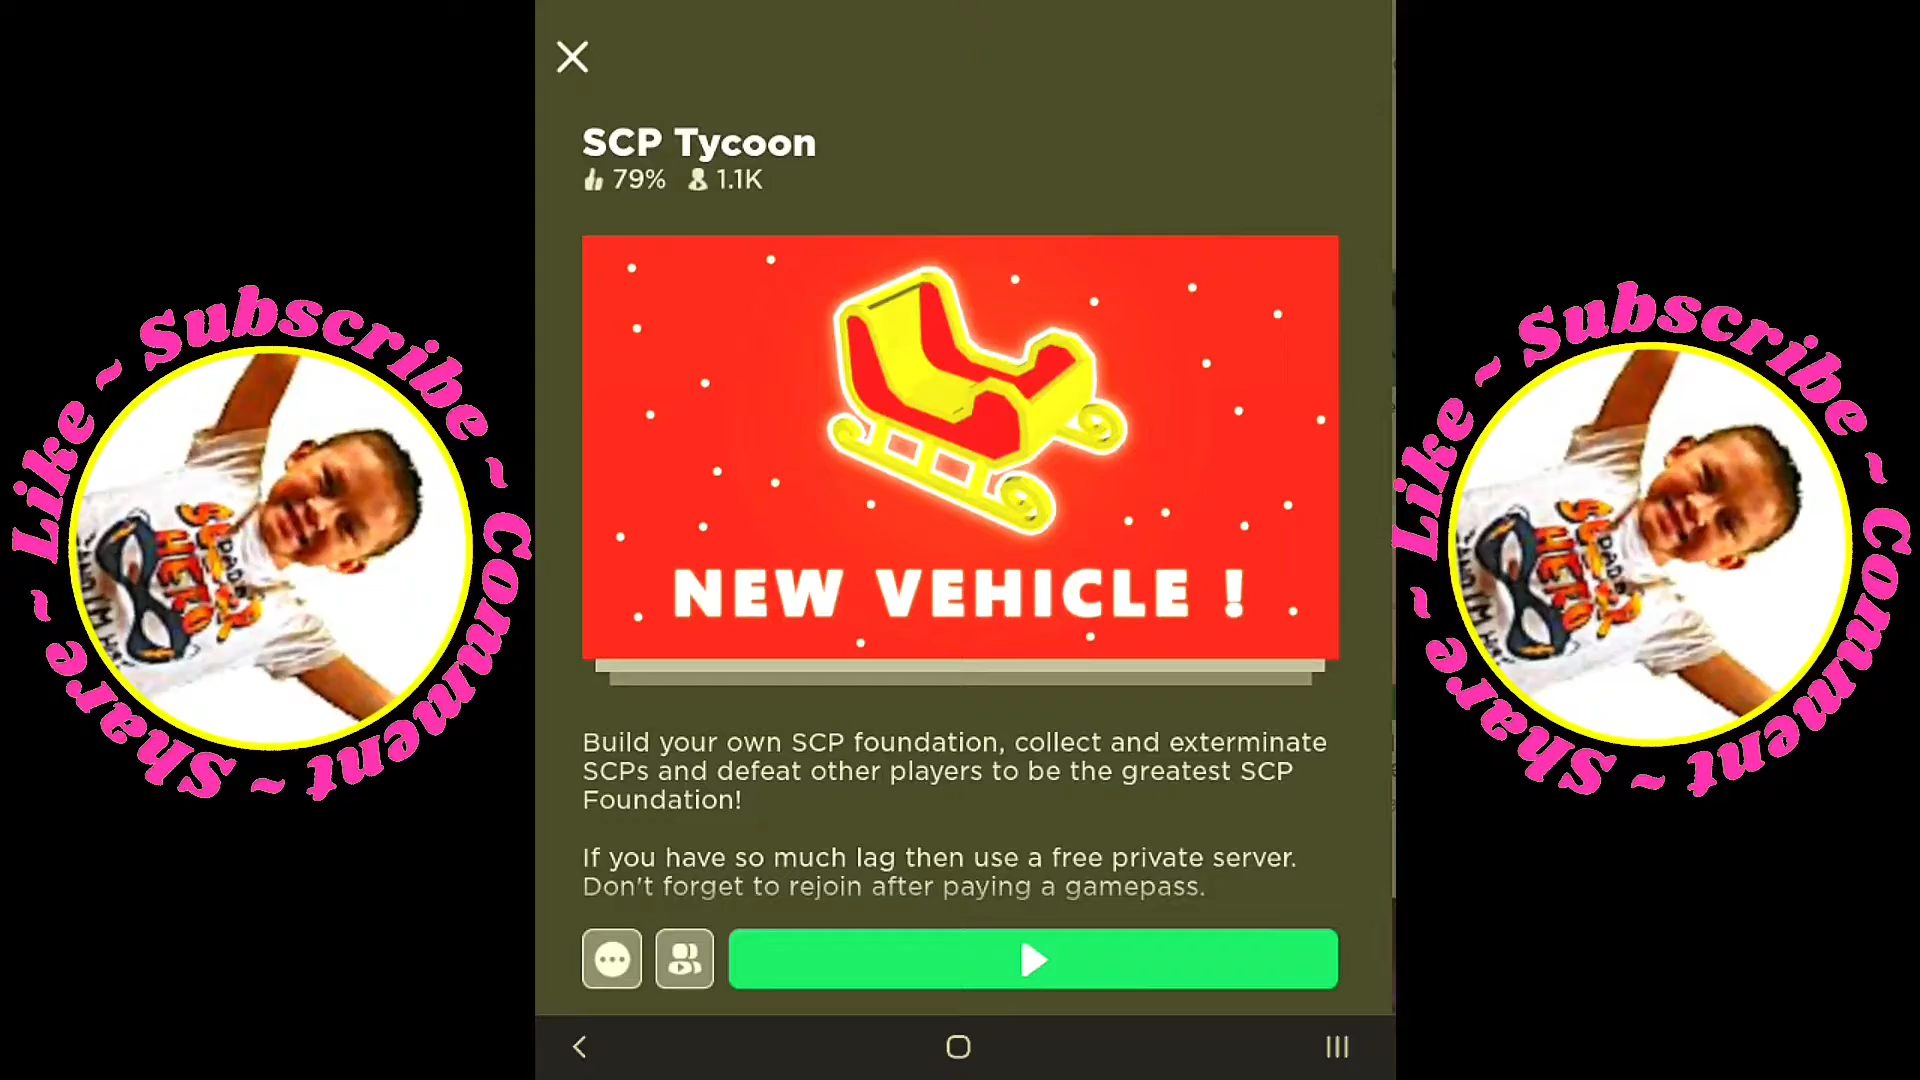 SCP Tycoon
79% 1.1K
NEW VEHICLE !
Build your own SCP foundation, collect and exterminate
SCPs and defeat other players to be the greatest SCP
Foundation!
If you have so much lag then use a free private server.
Don't forget to rejoin after paying a gamepass.
Like ~ Subscribe ~ Comment ~ Share ~
HERO
Like ~ Subscribe ~ Comment ~ Share ~
HERO